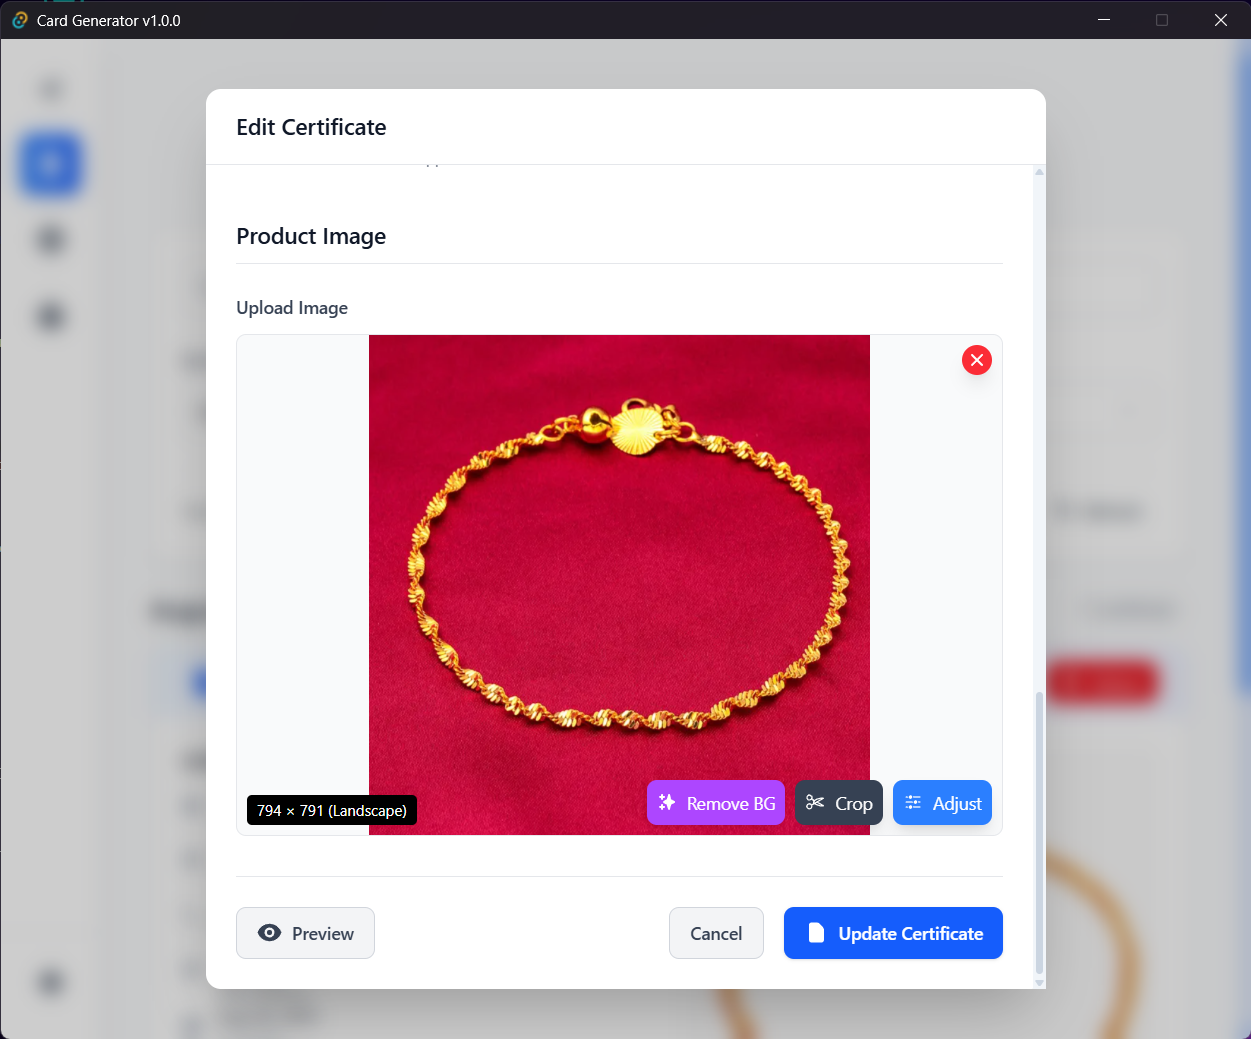 Card Generator v1.0.0
Edit Certificate
Product Image
Upload Image
794 × 791 (Landscape)
Remove BG
Crop
Adjust
Preview
Cancel
Update Certificate